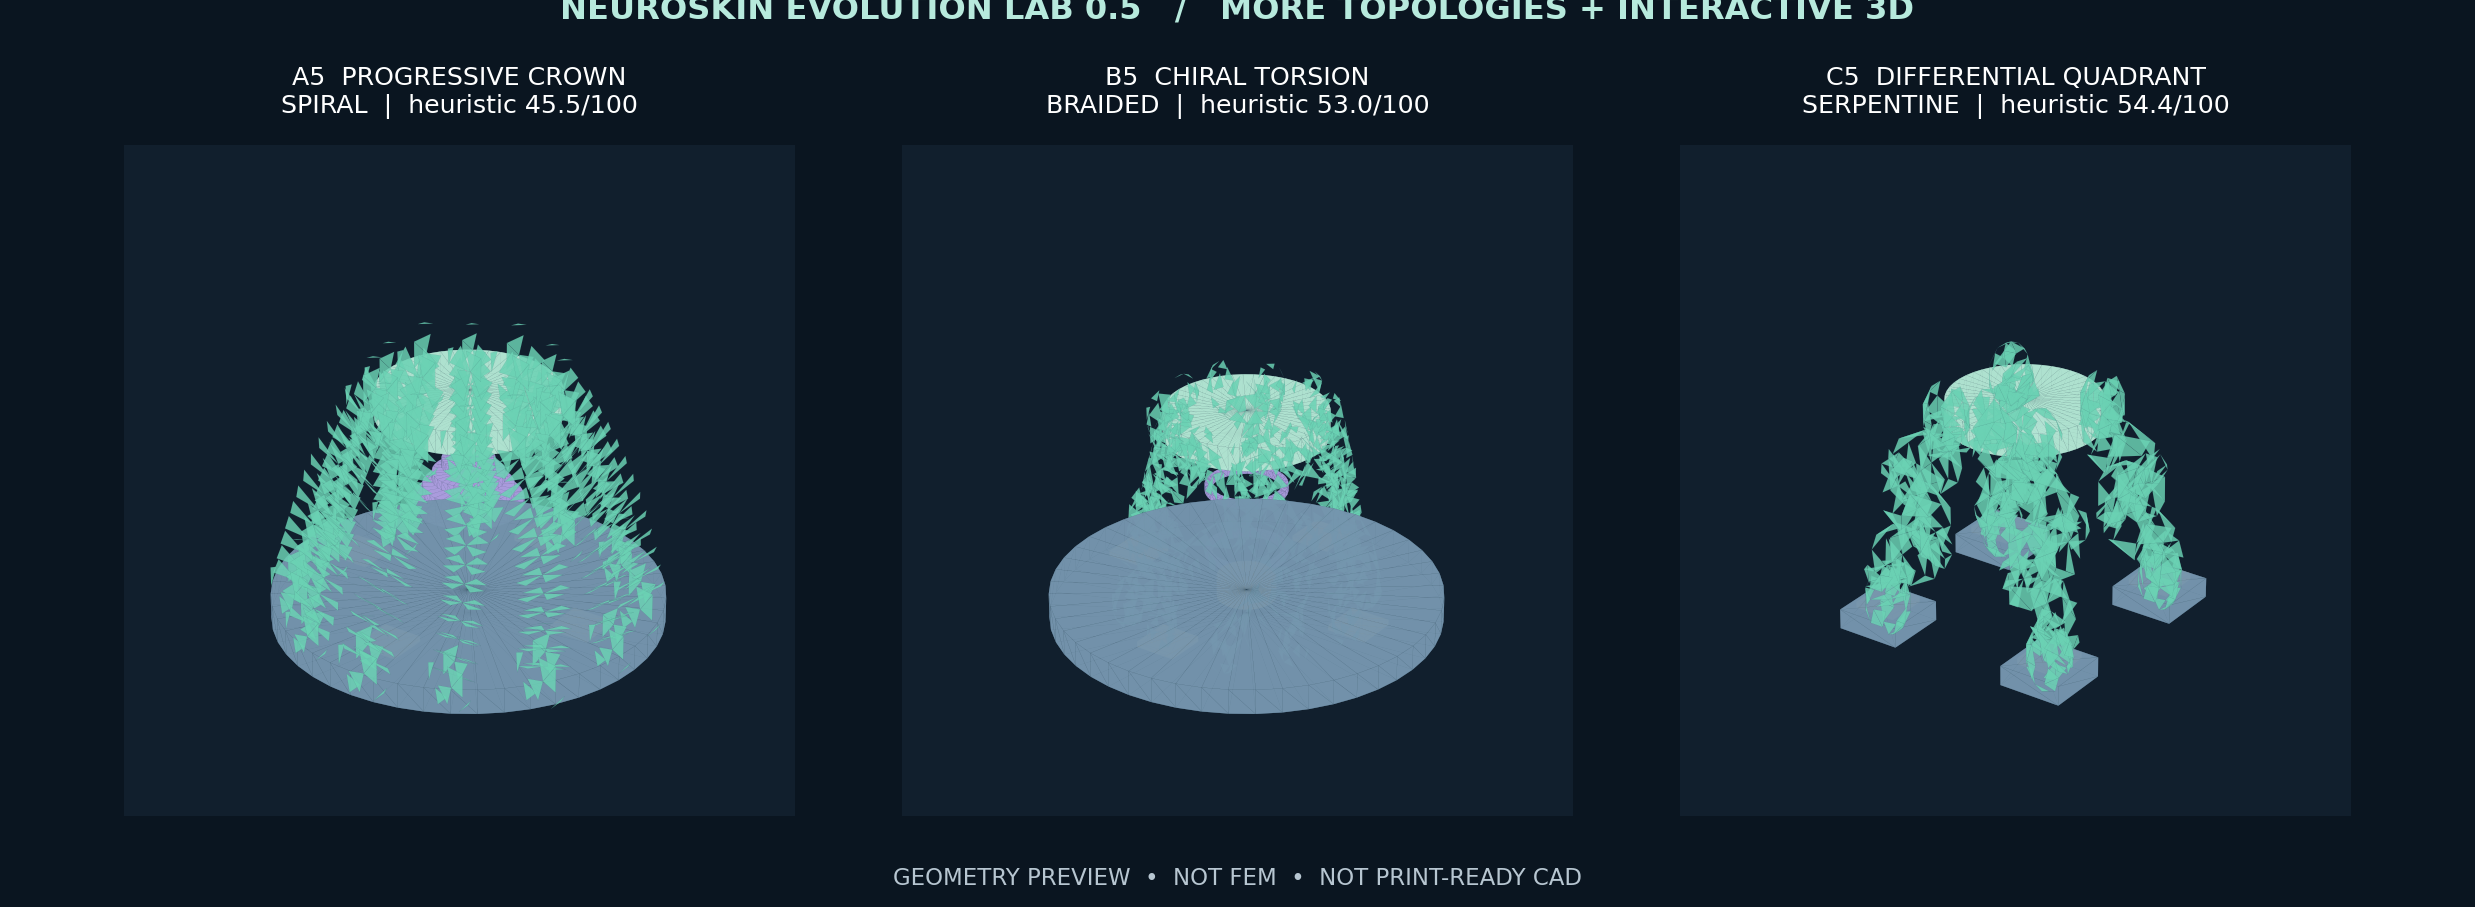 NEUROSKIN EVOLUTION LAB 0.5 / MORE TOPOLOGIES + INTERACTIVE 3D
A5 PROGRESSIVE CROWN
SPIRAL | heuristic 45.5/100
B5 CHIRAL TORSION
BRAIDED | heuristic 53.0/100
C5 DIFFERENTIAL QUADRANT
SERPENTINE | heuristic 54.4/100
GEOMETRY PREVIEW • NOT FEM • NOT PRINT-READY CAD